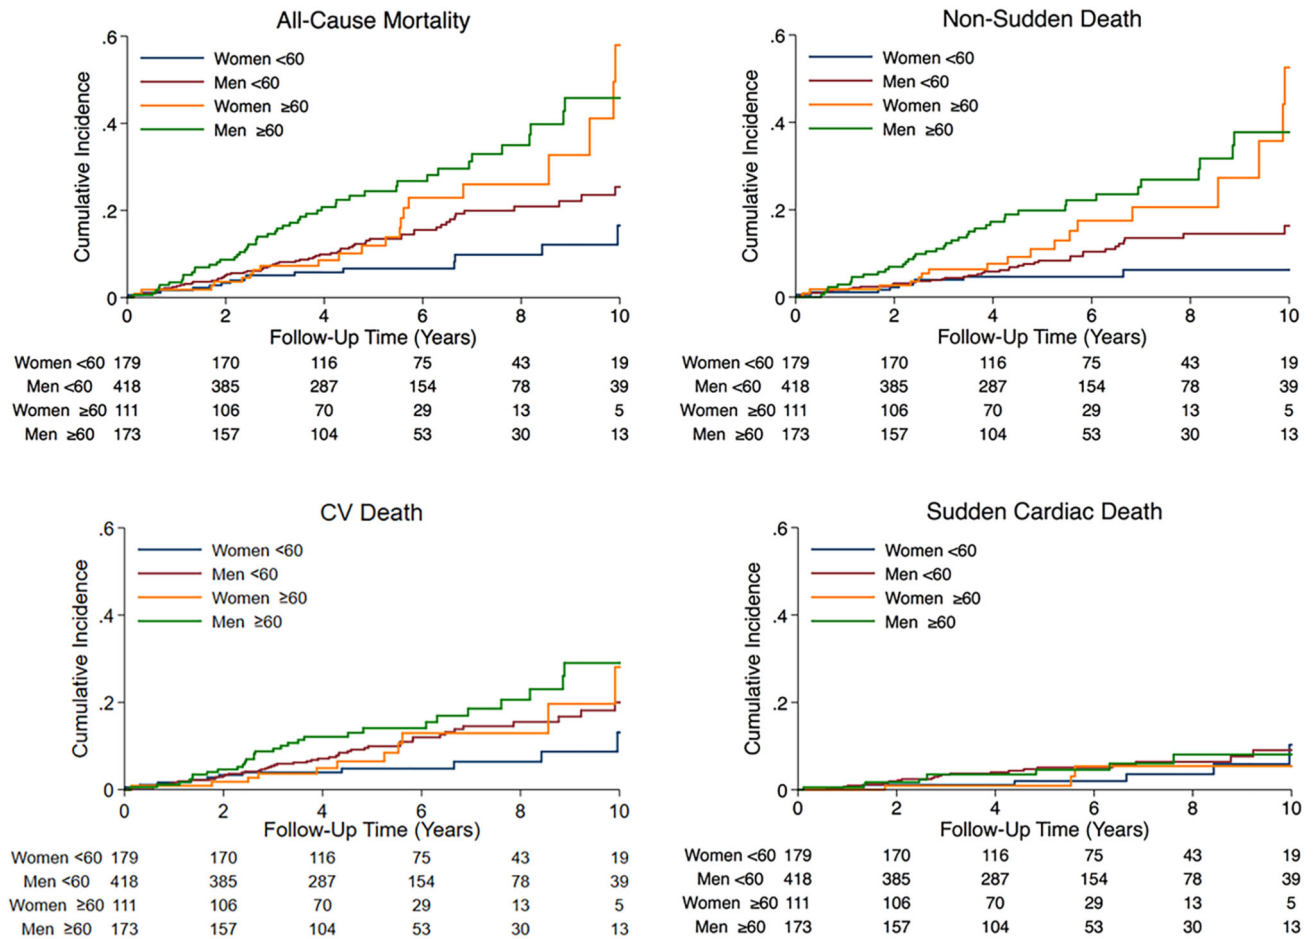 All-Cause Mortality
.6
.4
.2
0
Cumulative Incidence
Women <60
Men <60
Women ≥60
Men ≥60
0 2 4 6 8 10
Follow-Up Time (Years)
Women <60 179 170 116 75 43 19
Men <60 418 385 287 154 78 39
Women ≥60 111 106 70 29 13 5
Men ≥60 173 157 104 53 30 13
Non-Sudden Death
.6
.4
.2
0
Cumulative Incidence
Women <60
Men <60
Women ≥60
Men ≥60
0 2 4 6 8 10
Follow-Up Time (Years)
Women <60 179 170 116 75 43 19
Men <60 418 385 287 154 78 39
Women ≥60 111 106 70 29 13 5
Men ≥60 173 157 104 53 30 13
CV Death
.6
.4
.2
0
Cumulative Incidence
Women <60
Men <60
Women ≥60
Men ≥60
0 2 4 6 8 10
Follow-Up Time (Years)
Women <60 179 170 116 75 43 19
Men <60 418 385 287 154 78 39
Women ≥60 111 106 70 29 13 5
Men ≥60 173 157 104 53 30 13
Sudden Cardiac Death
.6
.4
.2
0
Cumulative Incidence
Women <60
Men <60
Women ≥60
Men ≥60
0 2 4 6 8 10
Follow-Up Time (Years)
Women <60 179 170 116 75 43 19
Men <60 418 385 287 154 78 39
Women ≥60 111 106 70 29 13 5
Men ≥60 173 157 104 53 30 13